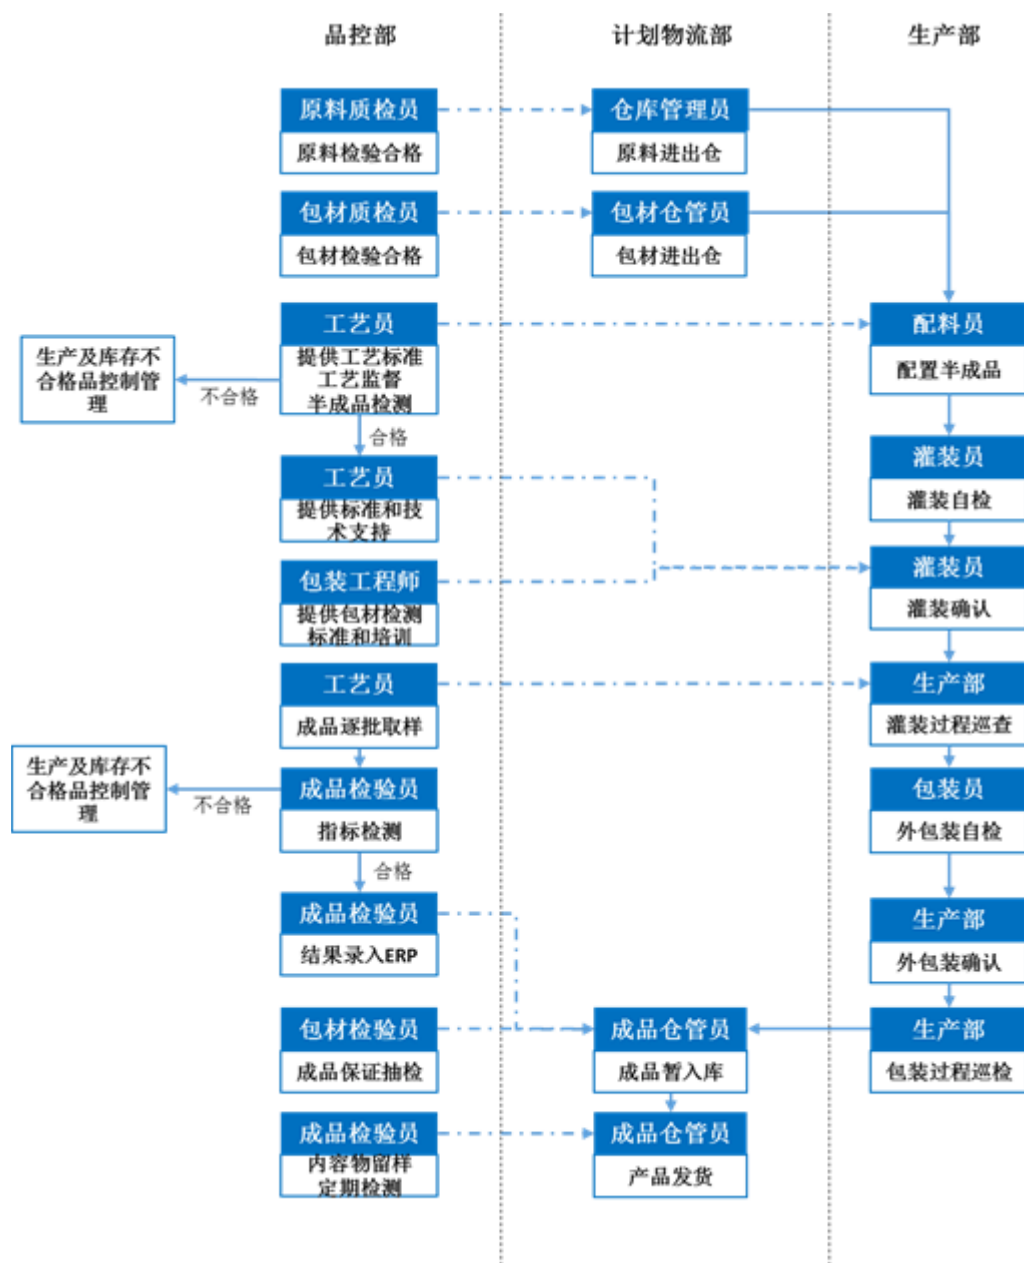 品控部
计划物流部
生产部
原料质检员
原料检验合格
仓库管理员
原料进出仓
包材质检员
包材检验合格
包材仓管员
包材进出仓
工艺员
提供工艺标准
工艺监督
半成品检测
配料员
配置半成品
生产及库存不
合格品控制管
理
不合格
合格
工艺员
提供标准和技
术支持
灌装员
灌装自检
包装工程师
提供包材检测
标准和培训
灌装员
灌装确认
工艺员
成品逐批取样
生产部
灌装过程巡查
生产及库存不
合格品控制管
理
不合格
成品检验员
指标检测
包装员
外包装自检
合格
成品检验员
结果录入ERP
生产部
外包装确认
包材检验员
成品保证抽检
成品仓管员
成品暂入库
生产部
包装过程巡检
成品检验员
内容物留样
定期检测
成品仓管员
产品发货